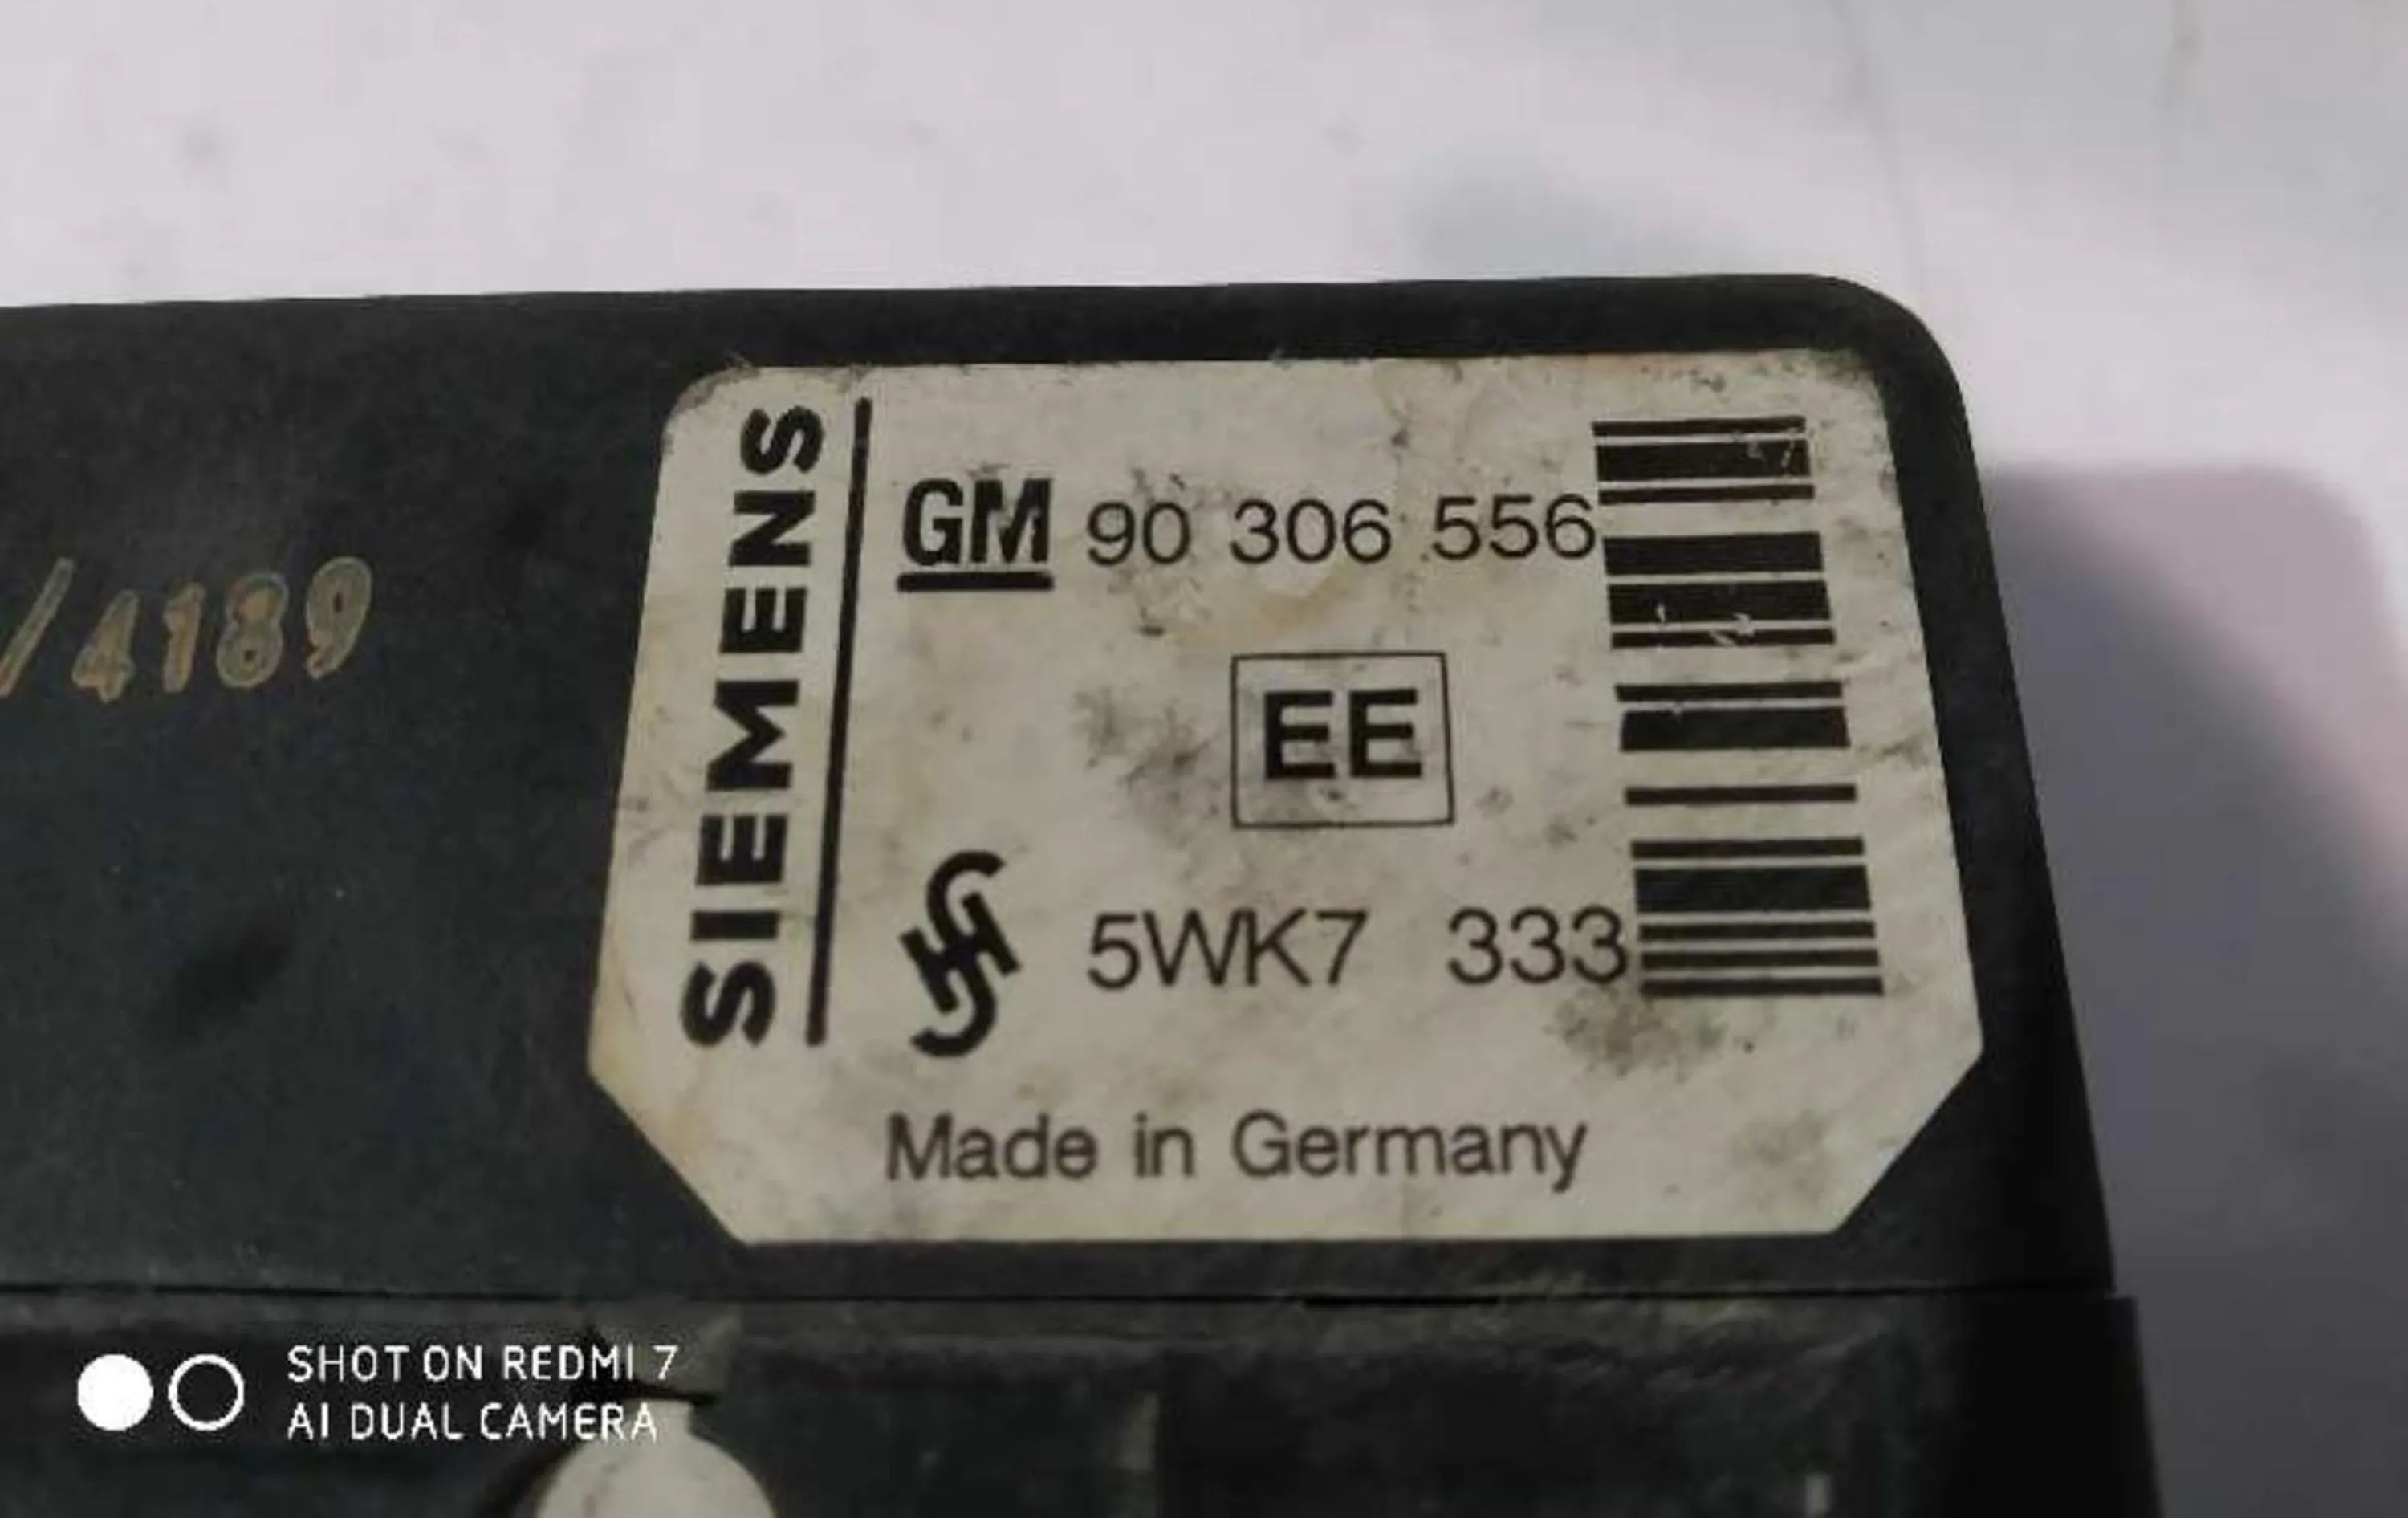 /4189
SIEMENS
GM 90 306 556
EE
5WK7 333
Made in Germany
SHOT ON REDMI 7
AI DUAL CAMERA